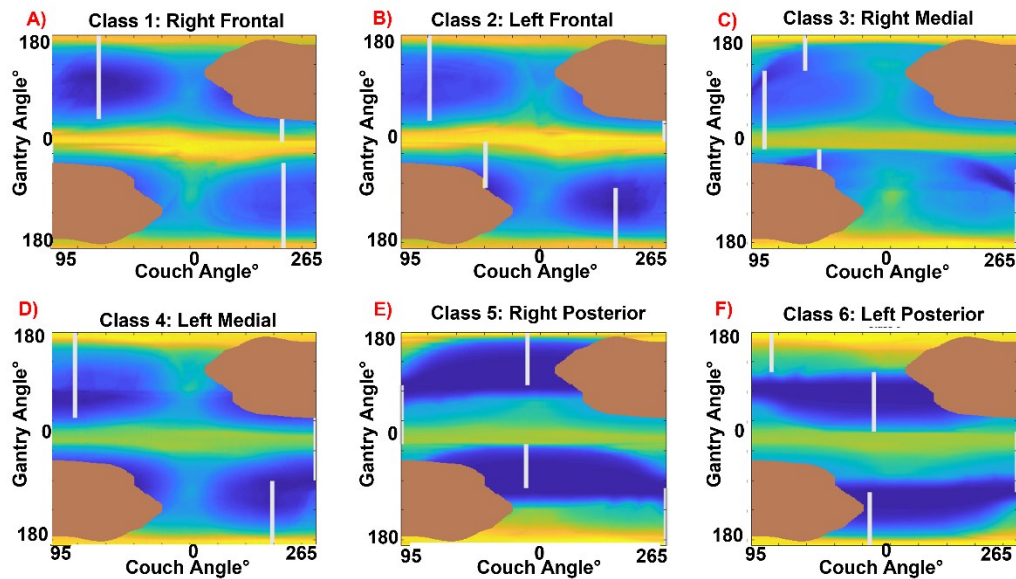 A) Class 1: Right Frontal
B) Class 2: Left Frontal
C) Class 3: Right Medial
Gantry Angle°
180
0
180
95
0
265
Couch Angle°
Gantry Angle°
180
0
180
95
0
265
Couch Angle°
Gantry Angle°
180
0
180
95
0
265
Couch Angle°
D) Class 4: Left Medial
E) Class 5: Right Posterior
F) Class 6: Left Posterior
Gantry Angle°
180
0
180
95
0
265
Couch Angle°
Gantry Angle°
180
0
180
95
0
265
Couch Angle°
Gantry Angle°
180
0
180
95
0
265
Couch Angle°